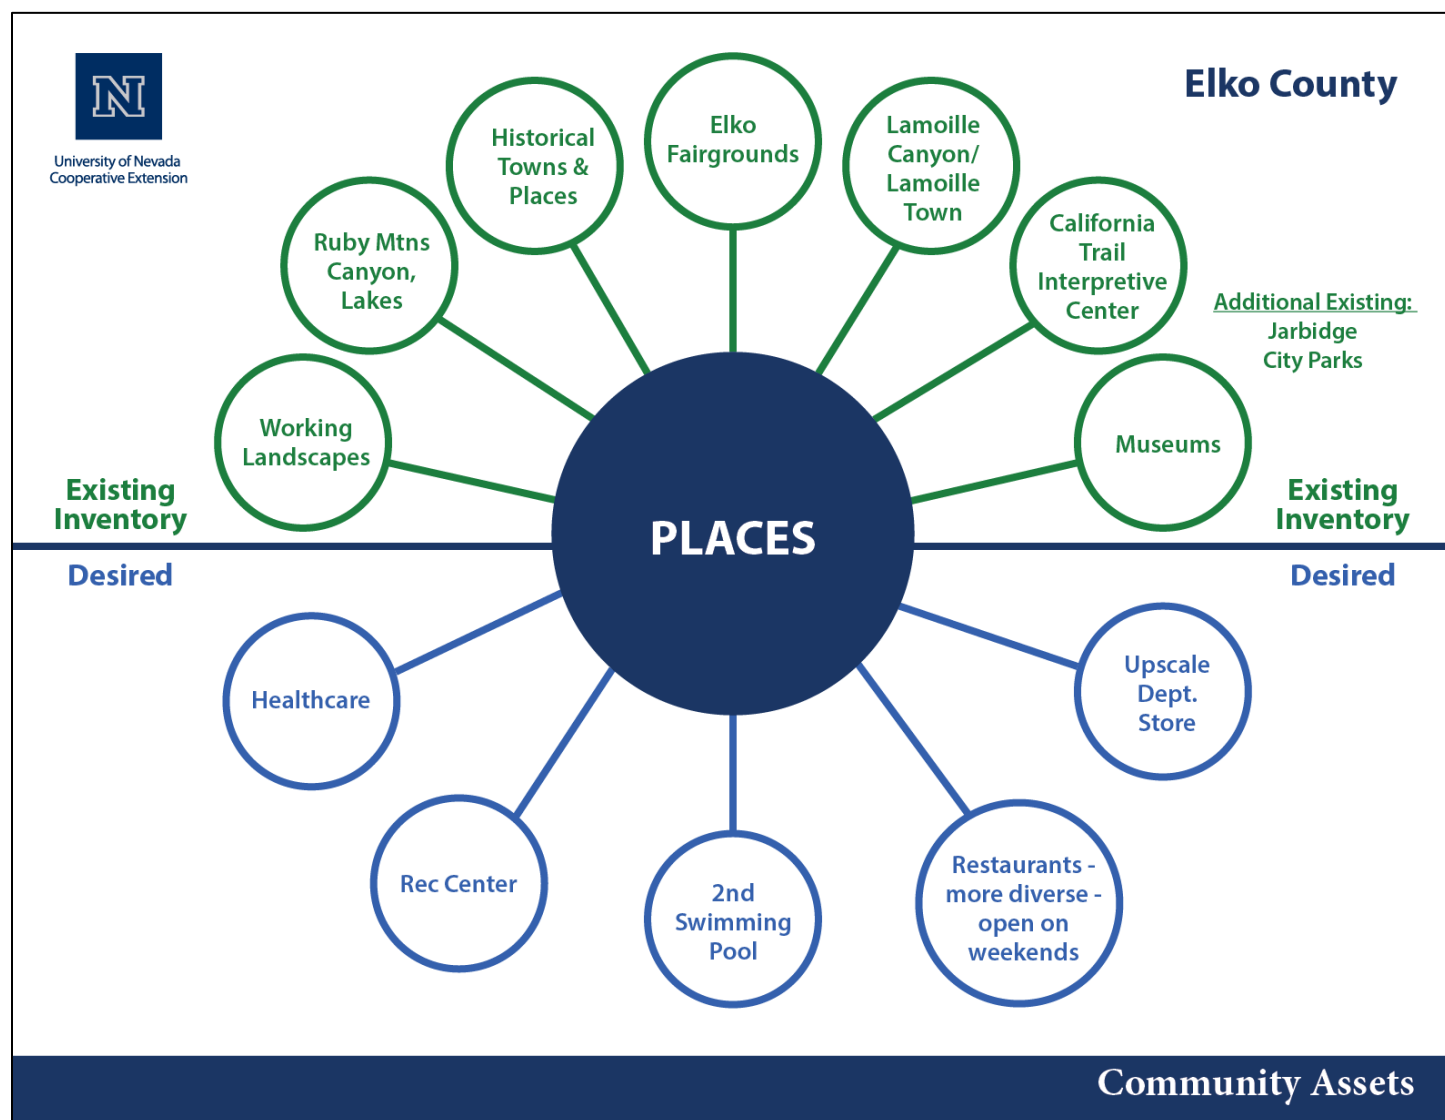 N
University of Nevada
Cooperative Extension
Elko County
Working
Landscapes
Ruby Mtns
Canyon,
Lakes
Historical
Towns &
Places
Elko
Fairgrounds
Lamoille
Canyon/
Lamoille
Town
California
Trail
Interpretive
Center
Museums
Additional Existing:
Jarbidge
City Parks
Existing
Inventory
Existing
Inventory
PLACES
Desired
Desired
Healthcare
Rec Center
2nd
Swimming
Pool
Restaurants -
more diverse -
open on
weekends
Upscale
Dept.
Store
Community Assets